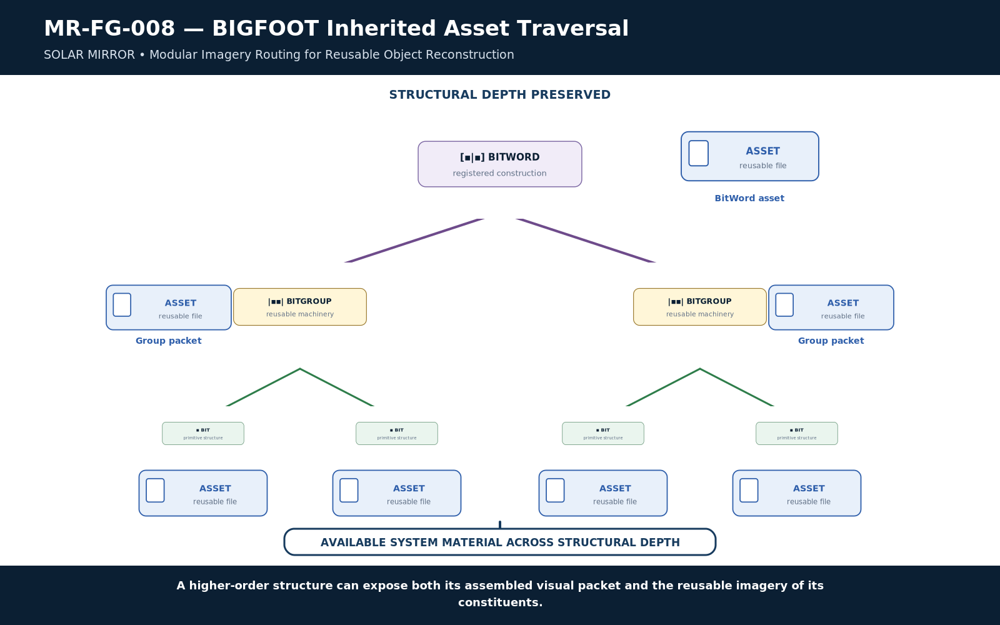 MR-FG-008 — BIGFOOT Inherited Asset Traversal
SOLAR MIRROR • Modular Imagery Routing for Reusable Object Reconstruction
STRUCTURAL DEPTH PRESERVED
[▪|▪] BITWORD
registered construction
ASSET
reusable file
BitWord asset
ASSET
reusable file
Group packet
|▪▪| BITGROUP
reusable machinery
|▪▪| BITGROUP
reusable machinery
ASSET
reusable file
Group packet
▪ BIT
primitive structure
▪ BIT
primitive structure
▪ BIT
primitive structure
▪ BIT
primitive structure
ASSET
reusable file
ASSET
reusable file
ASSET
reusable file
ASSET
reusable file
AVAILABLE SYSTEM MATERIAL ACROSS STRUCTURAL DEPTH
A higher-order structure can expose both its assembled visual packet and the reusable imagery of its
constituents.